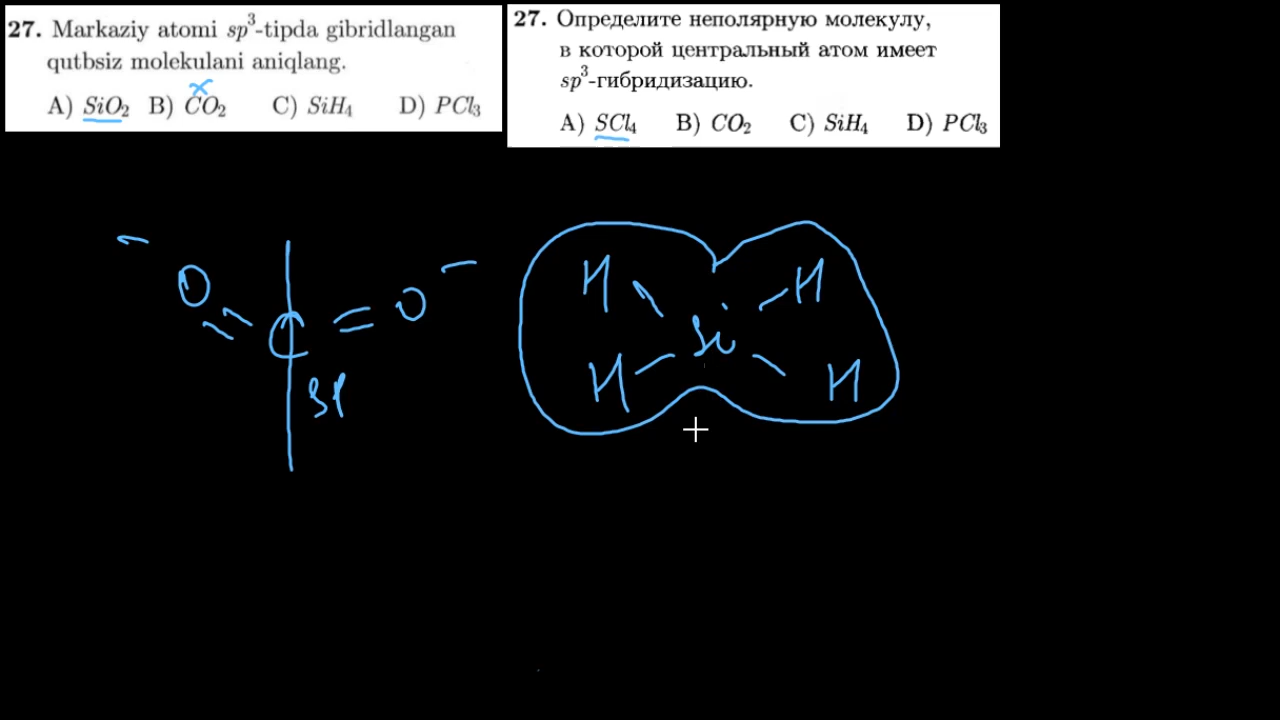 27. Markaziy atomi sp³-tipda gibridlangan
qutbsiz molekulani aniqlang.
A) SiO₂ B) CO₂ C) SiH₄ D) PCl₃
27. Определите неполярную молекулу,
в которой центральный атом имеет
sp³-гибридизацию.
A) SCl₄ B) CO₂ C) SiH₄ D) PCl₃
O = C = O
sp
H H
Si
H H